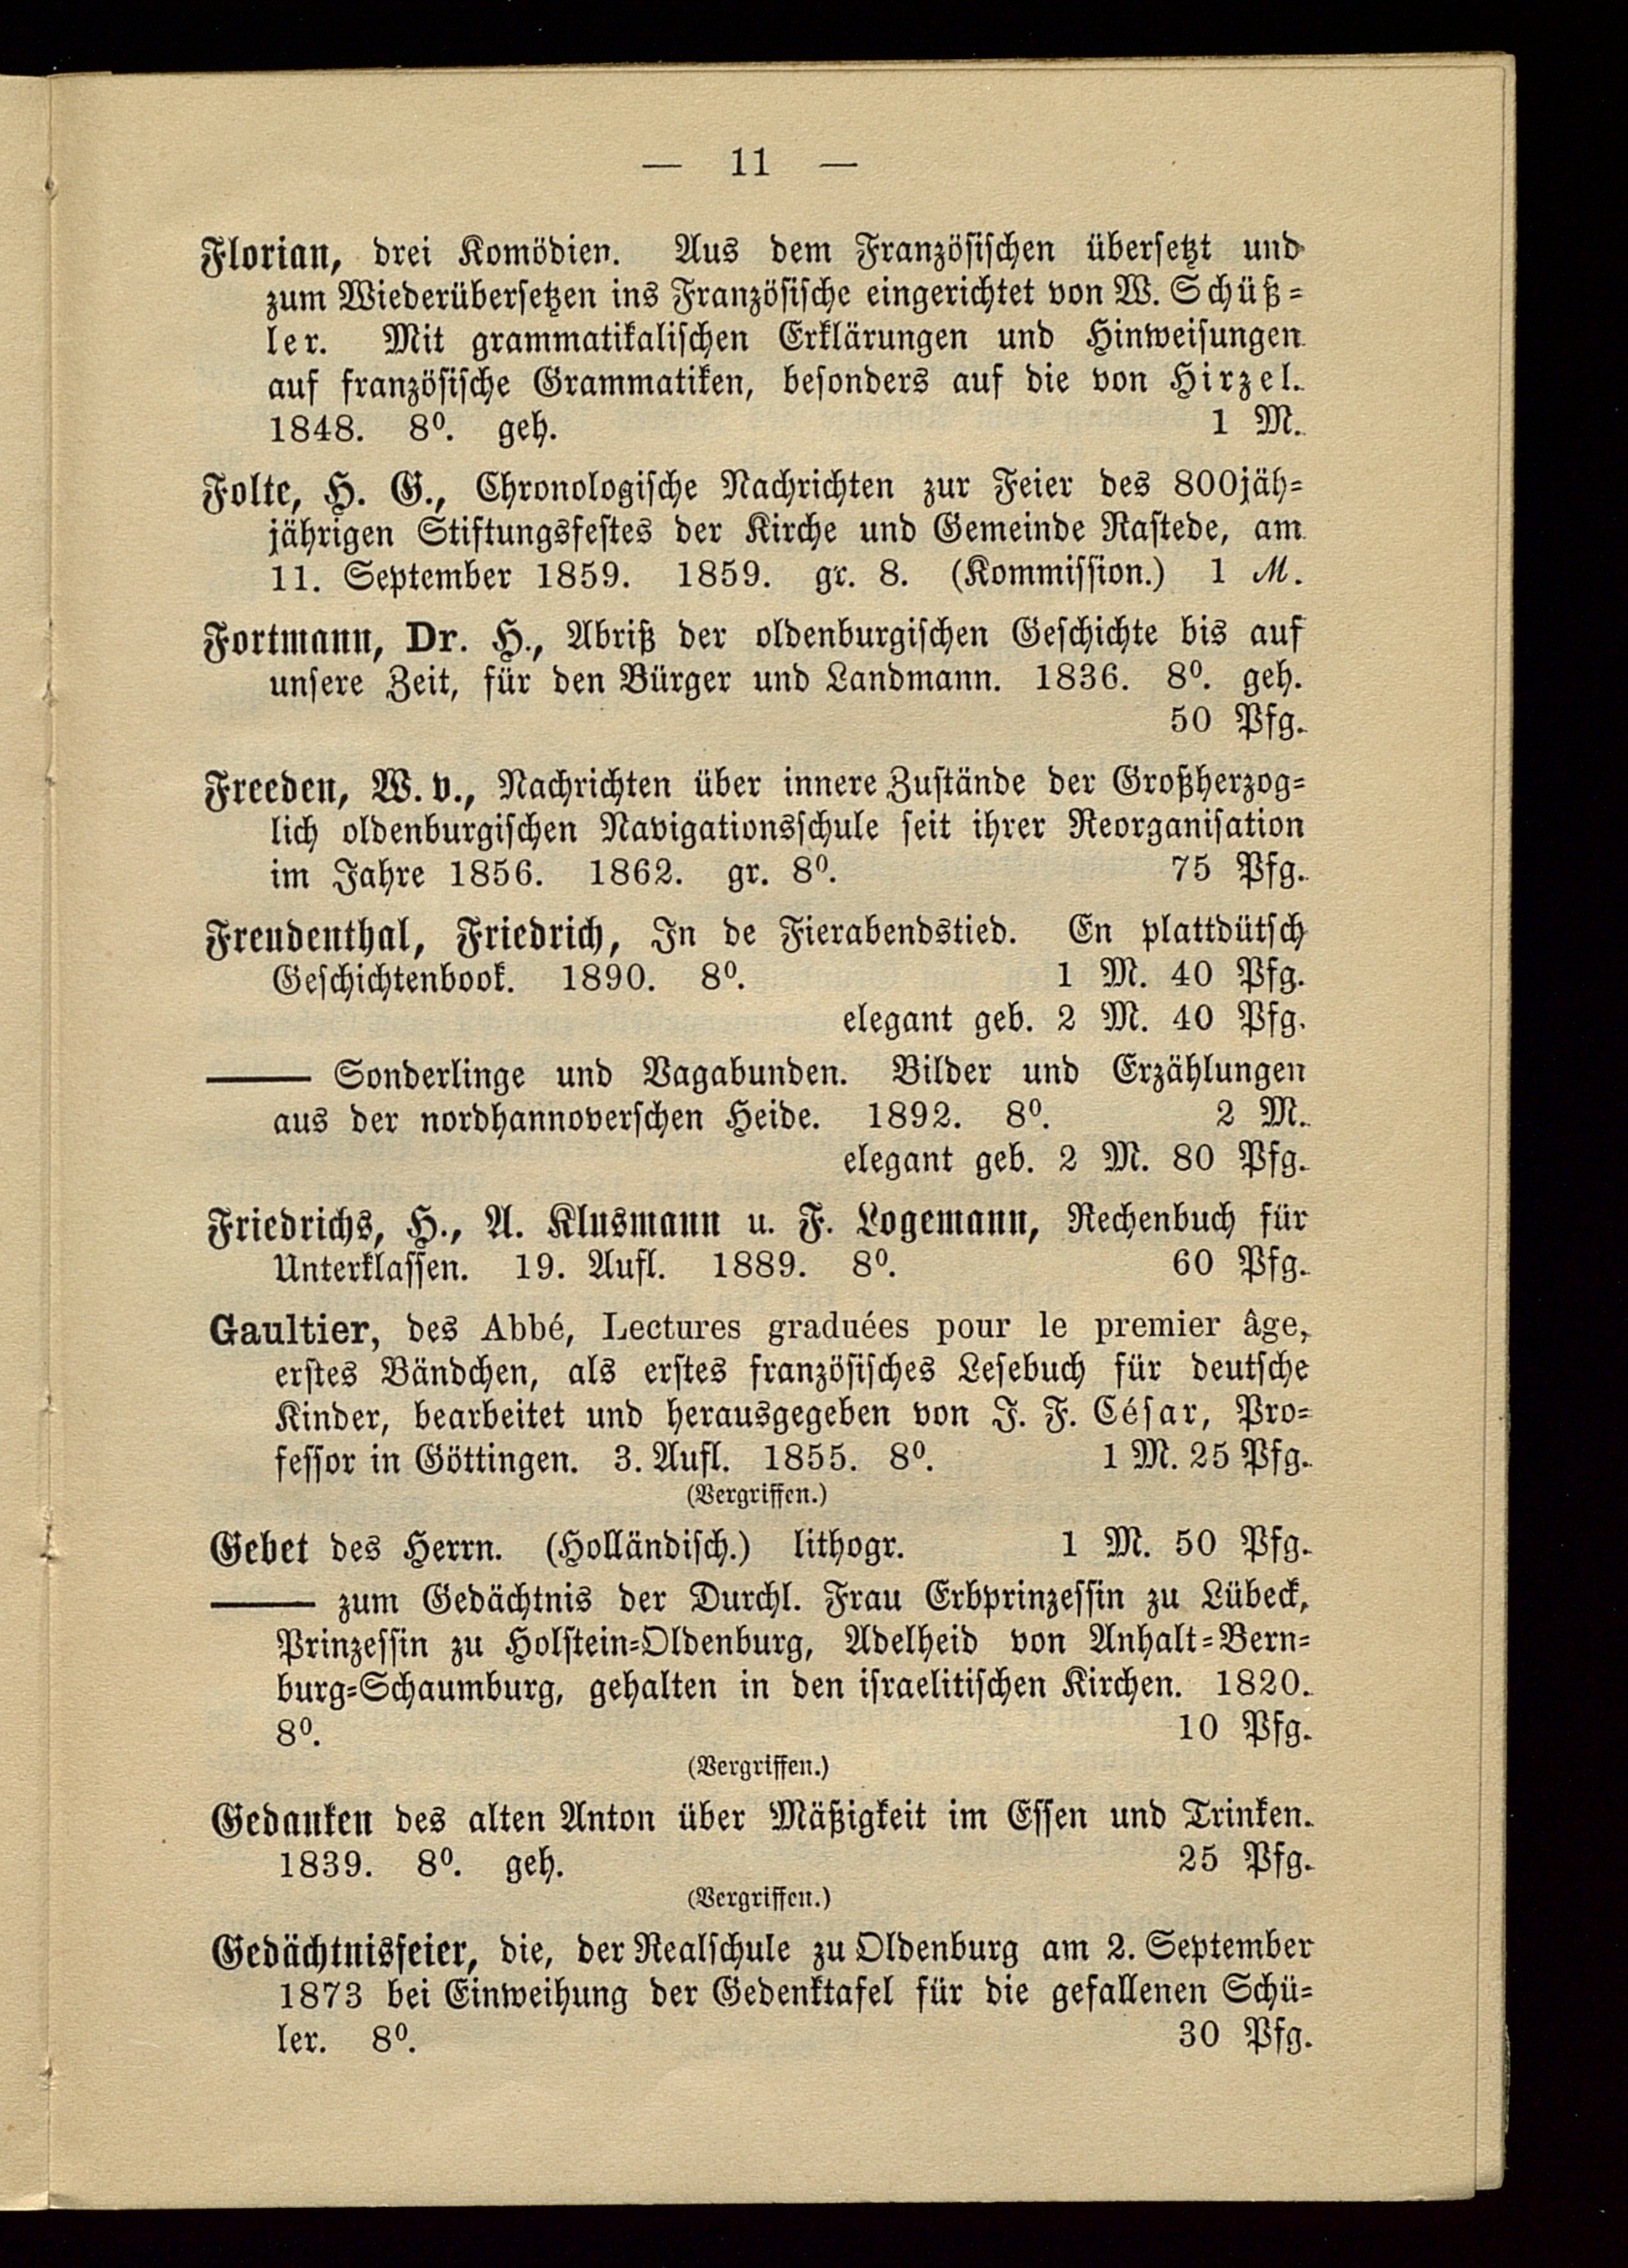 — 11 —
Florian, drei Komödien. Aus dem Französischen übersetzt und
zum Wiederübersetzen ins Französische eingerichtet von W. Schüß-
ler. Mit grammatikalischen Erklärungen und Hinweisungen
auf französische Grammatiken, besonders auf die von Hirzel.
1848. 8⁰. geh. 1 M.
Folte, H. G., Chronologische Nachrichten zur Feier des 800jäh-
jährigen Stiftungsfestes der Kirche und Gemeinde Rastede, am
11. September 1859. 1859. gr. 8. (Kommission.) 1 M.
Fortmann, Dr. H., Abriß der oldenburgischen Geschichte bis auf
unsere Zeit, für den Bürger und Landmann. 1836. 8⁰. geh.
50 Pfg.
Freeden, W. v., Nachrichten über innere Zustände der Großherzog-
lich oldenburgischen Navigationsschule seit ihrer Reorganisation
im Jahre 1856. 1862. gr. 8⁰. 75 Pfg.
Freudenthal, Friedrich, In de Fierabendstied. En plattdütsch
Geschichtenbook. 1890. 8⁰. 1 M. 40 Pfg.
elegant geb. 2 M. 40 Pfg.
—— Sonderlinge und Vagabunden. Bilder und Erzählungen
aus der nordhannoverschen Heide. 1892. 8⁰. 2 M.
elegant geb. 2 M. 80 Pfg.
Friedrichs, H., A. Klusmann u. F. Logemann, Rechenbuch für
Unterklassen. 19. Aufl. 1889. 8⁰. 60 Pfg.
Gaultier, des Abbé, Lectures graduées pour le premier âge,
erstes Bändchen, als erstes französisches Lesebuch für deutsche
Kinder, bearbeitet und herausgegeben von J. F. César, Pro-
fessor in Göttingen. 3. Aufl. 1855. 8⁰. 1 M. 25 Pfg.
(Vergriffen.)
Gebet des Herrn. (Holländisch.) lithogr. 1 M. 50 Pfg.
—— zum Gedächtnis der Durchl. Frau Erbprinzessin zu Lübeck,
Prinzessin zu Holstein-Oldenburg, Adelheid von Anhalt-Bern-
burg-Schaumburg, gehalten in den israelitischen Kirchen. 1820.
8⁰. 10 Pfg.
(Vergriffen.)
Gedanken des alten Anton über Mäßigkeit im Essen und Trinken.
1839. 8⁰. geh. 25 Pfg.
(Vergriffen.)
Gedächtnisfeier, die, der Realschule zu Oldenburg am 2. September
1873 bei Einweihung der Gedenktafel für die gefallenen Schü-
ler. 8⁰. 30 Pfg.